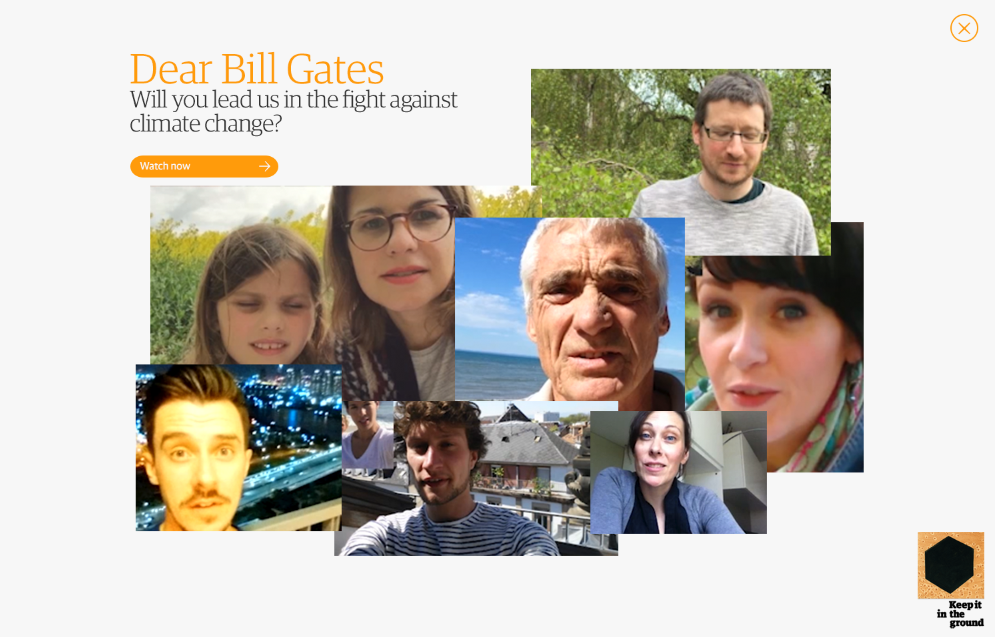 Dear Bill Gates
Will you lead us in the fight against
climate change?
Watch now
Keep it
in the
ground